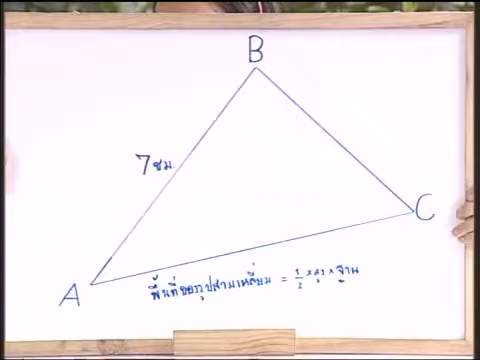 B
7 ซม.
C
A
พื้นที่ของรูปสามเหลี่ยม = 1/2 × สูง × ฐาน